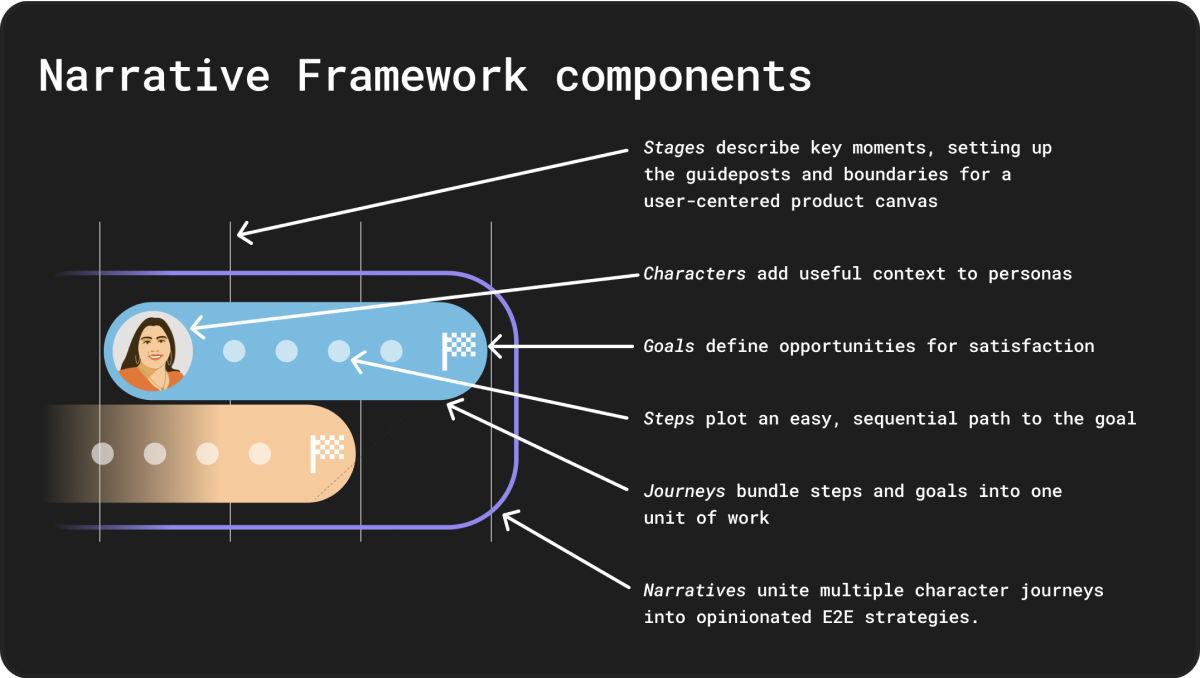 Narrative Framework components
Stages describe key moments, setting up
the guideposts and boundaries for a
user-centered product canvas
Characters add useful context to personas
Goals define opportunities for satisfaction
Steps plot an easy, sequential path to the goal
Journeys bundle steps and goals into one
unit of work
Narratives unite multiple character journeys
into opinionated E2E strategies.